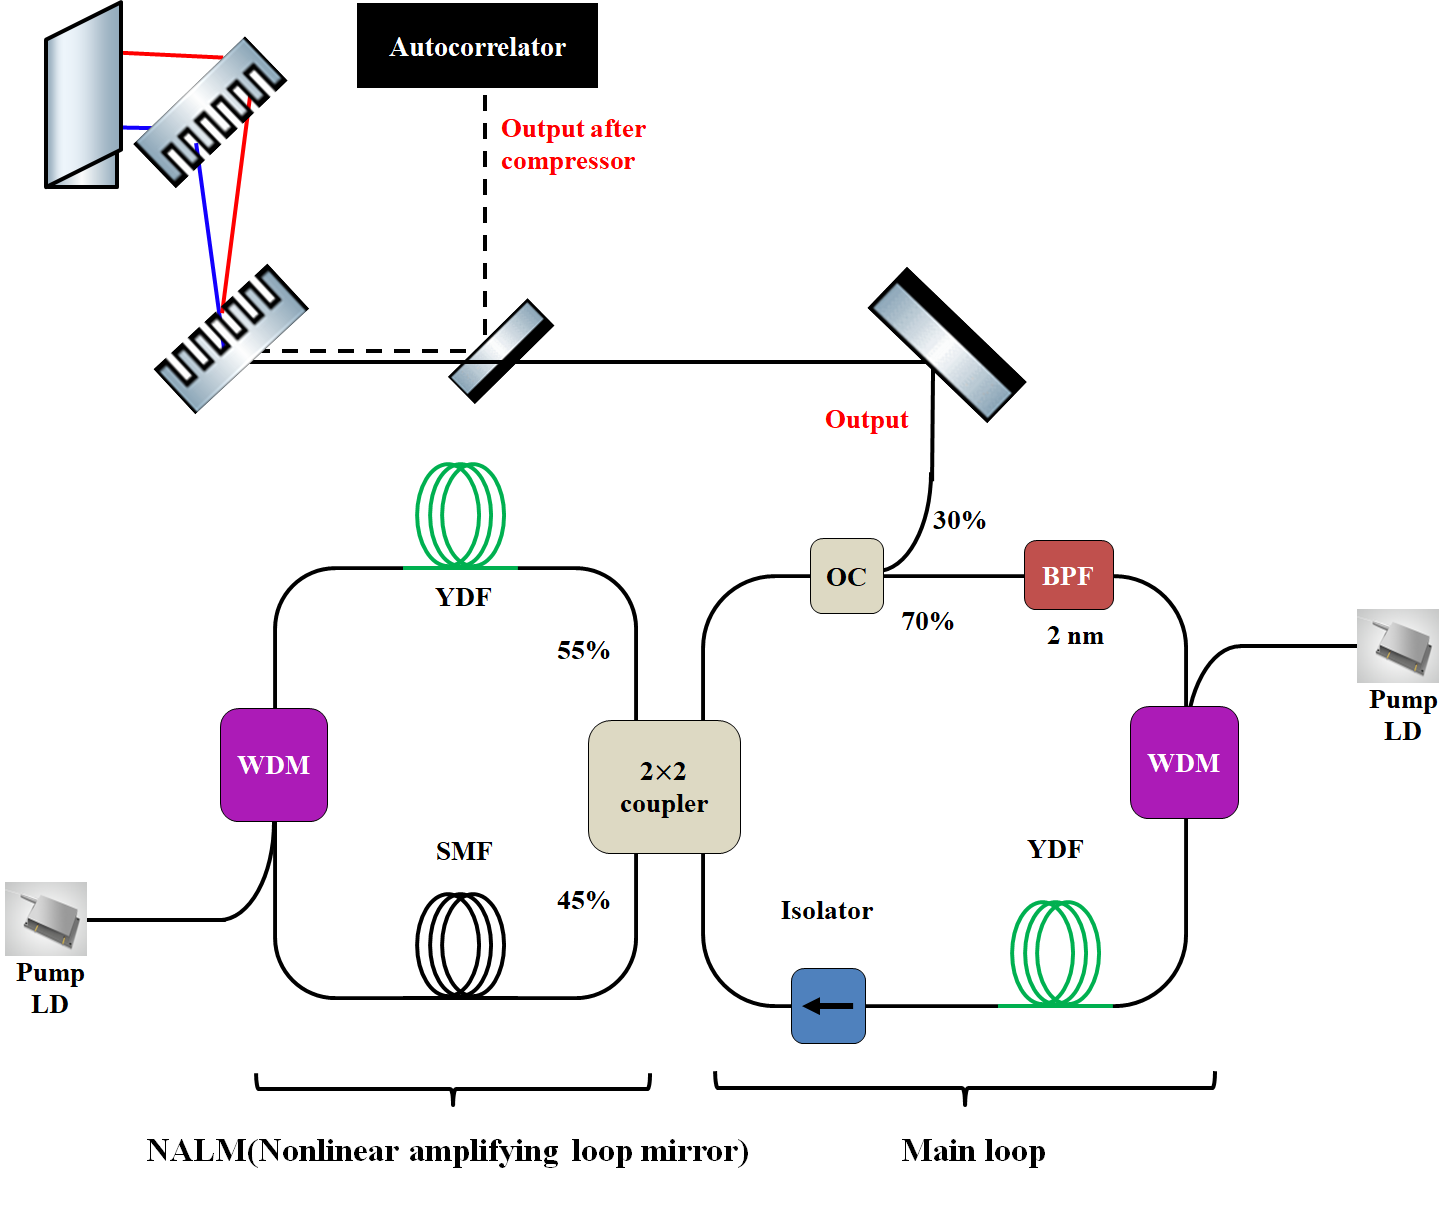 Autocorrelator
Output after
compressor
Output
30%
OC
BPF
70%
2 nm
YDF
55%
WDM
2×2
coupler
WDM
Pump
LD
SMF
45%
YDF
Isolator
Pump
LD
NALM(Nonlinear amplifying loop mirror)
Main loop